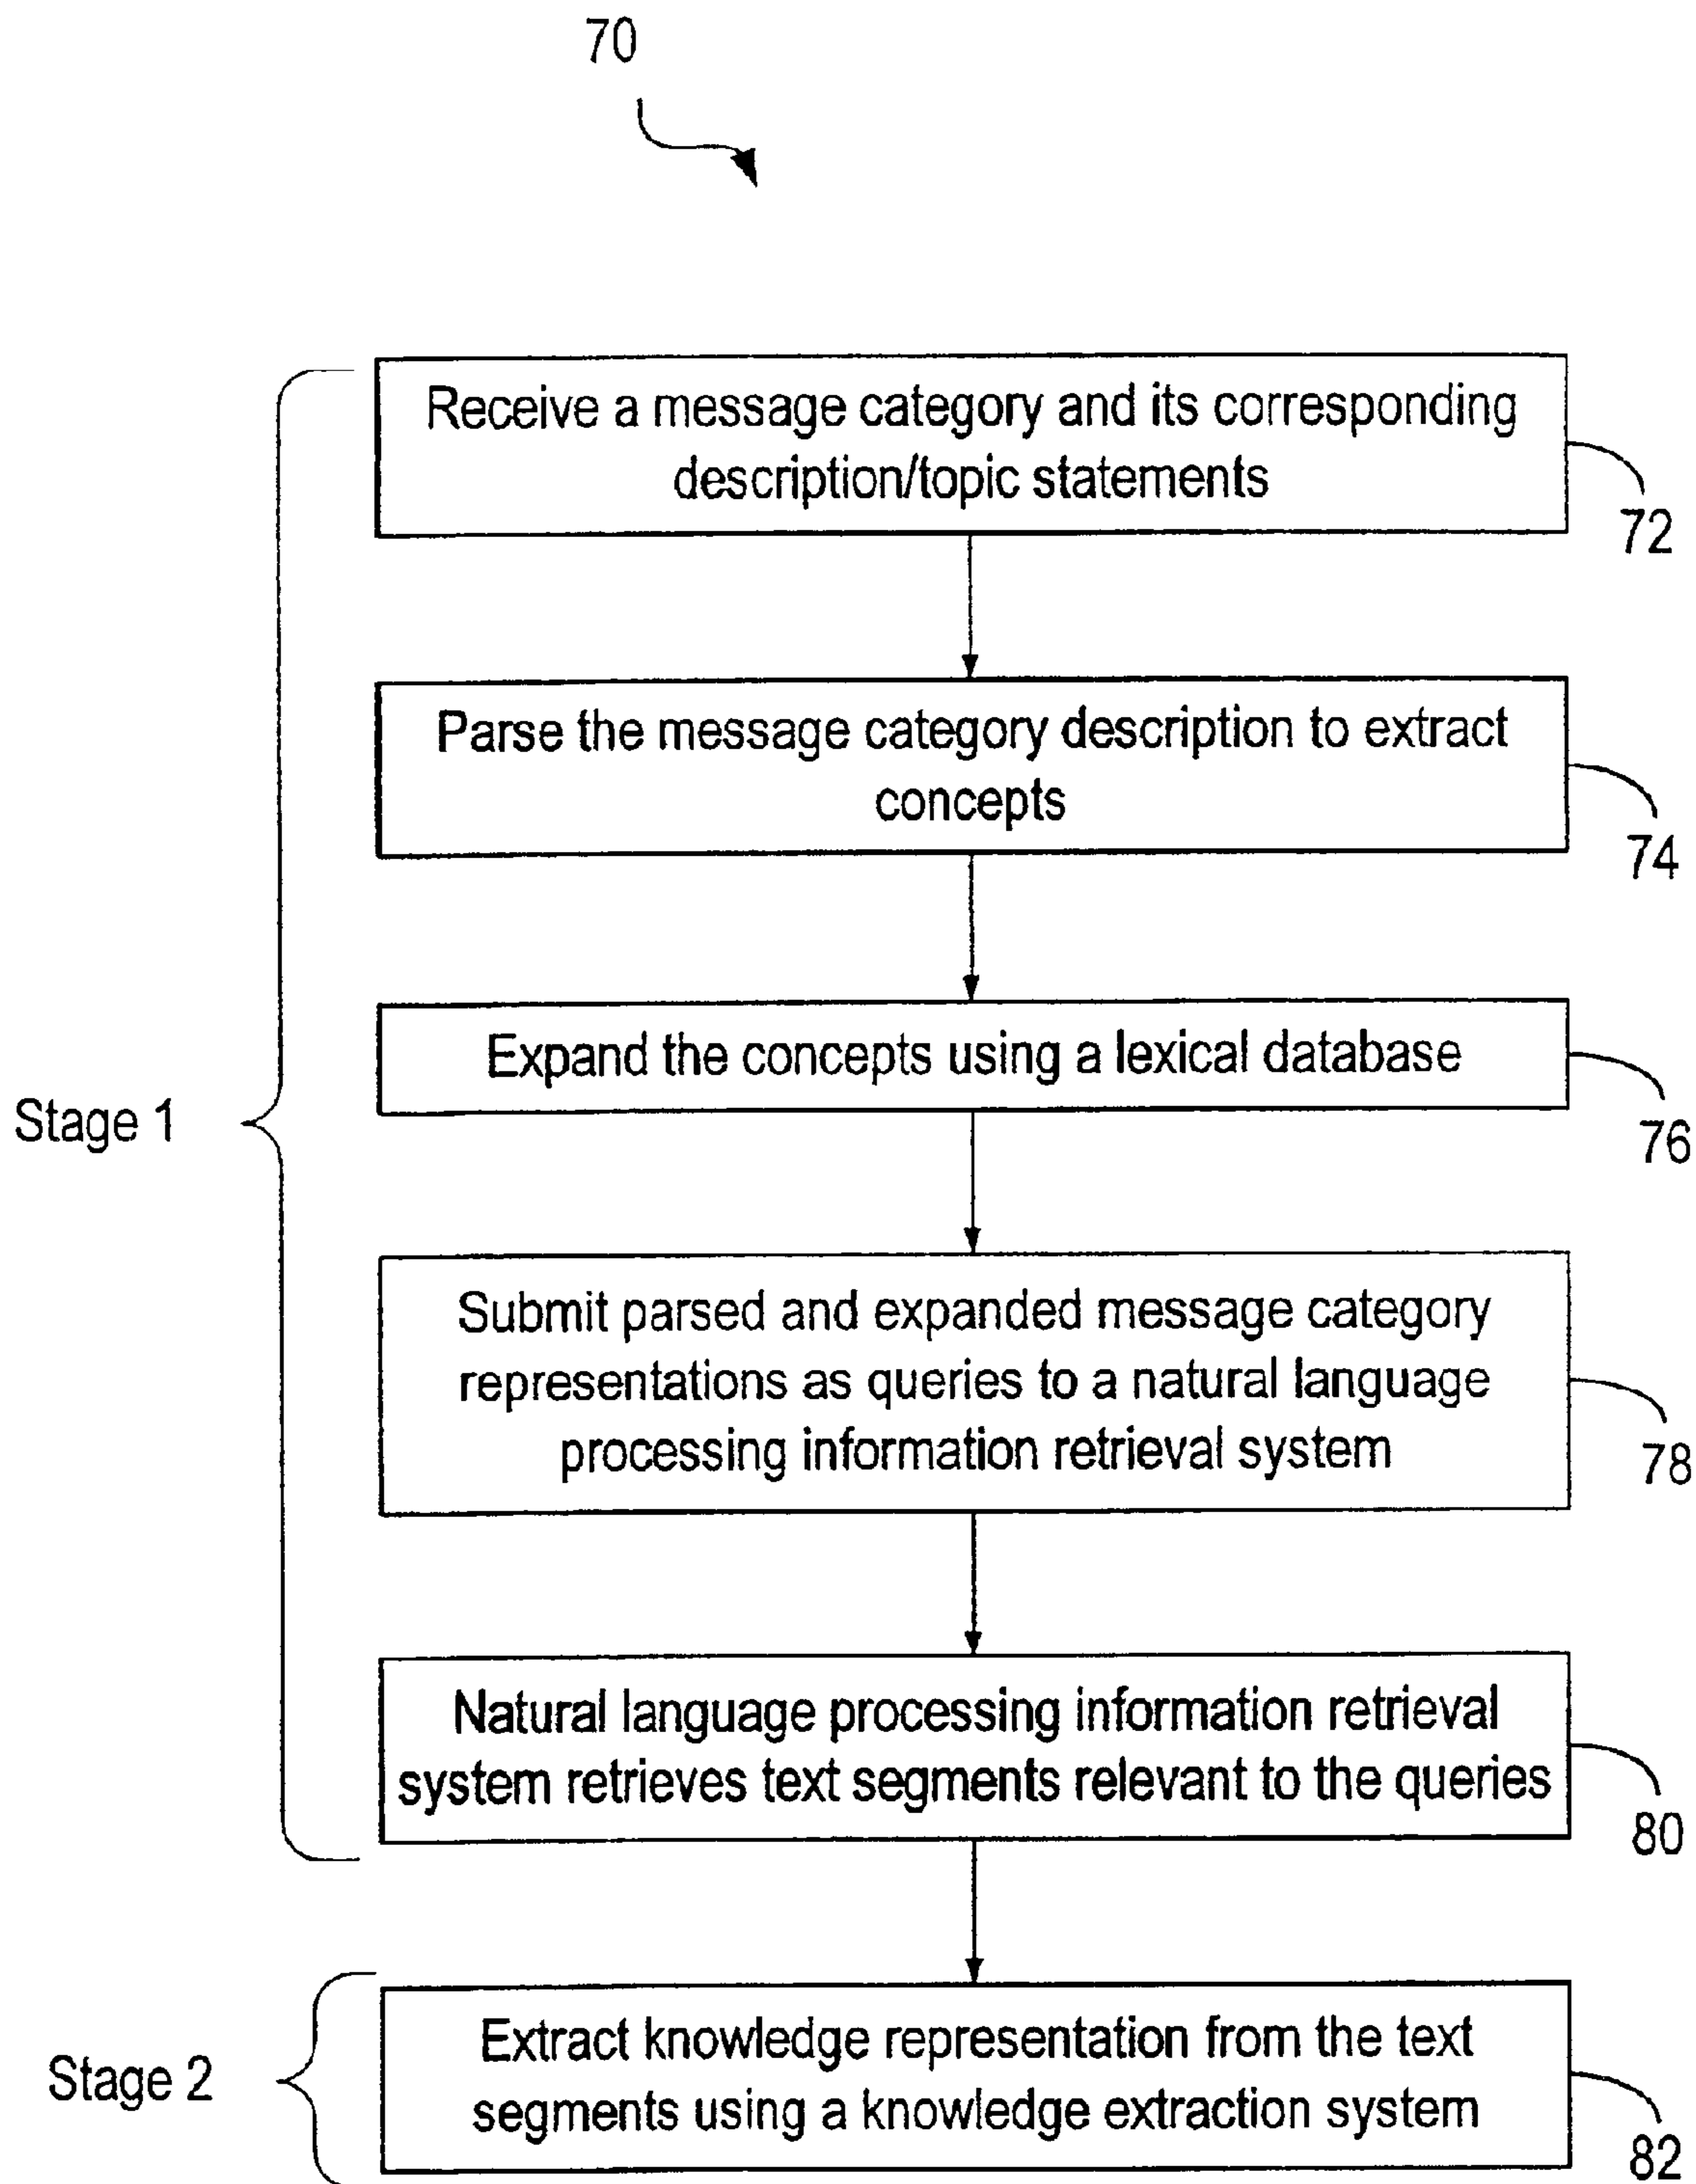 70
Receive a message category and its corresponding
description/topic statements
72
Parse the message category description to extract
concepts
74
Expand the concepts using a lexical database
76
Stage 1
Submit parsed and expanded message category
representations as queries to a natural language
processing information retrieval system
78
Natural language processing information retrieval
system retrieves text segments relevant to the queries
80
Extract knowledge representation from the text
segments using a knowledge extraction system
Stage 2
82